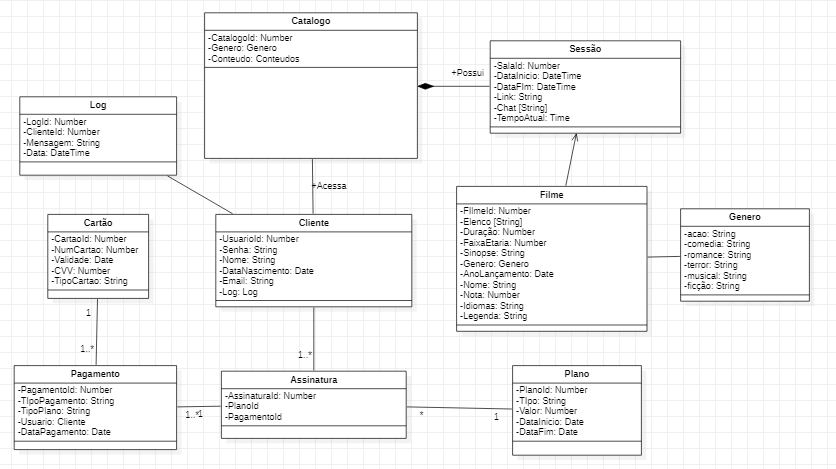 Catalogo
-CatalogoId: Number
-Genero: Genero
-Conteudo: Conteudos
+Possui
Sessão
-SalaId: Number
-DataInicio: DateTime
-DataFIm: DateTime
-Link: String
-Chat [String]
-TempoAtual: Time
Log
-LogId: Number
-ClienteId: Number
-Mensagem: String
-Data: DateTime
+Acessa
Cartão
-CartaoId: Number
-NumCartao: Number
-Validade: Date
-CVV: Number
-TipoCartao: String
Cliente
-UsuarioId: Number
-Senha: String
-Nome: String
-DataNascimento: Date
-Email: String
-Log: Log
Filme
-FIlmeId: Number
-Elenco [String]
-Duração: Number
-FaixaEtaria: Number
-Sinopse: String
-Genero: Genero
-AnoLançamento: Date
-Nome: String
-Nota: Number
-Idiomas: String
-Legenda: String
Genero
-acao: String
-comedia: String
-romance: String
-terror: String
-musical: String
-ficção: String
1
1..*
1..*
Pagamento
-PagamentoId: Number
-TIpoPagamento: String
-TipoPlano: String
-Usuario: Cliente
-DataPagamento: Date
1..*
1
Assinatura
-AssinaturaId: Number
-PlanoId
-PagamentoId
*
1
Plano
-PlanoId: Number
-TIpo: String
-Valor: Number
-DataInicio: Date
-DataFim: Date